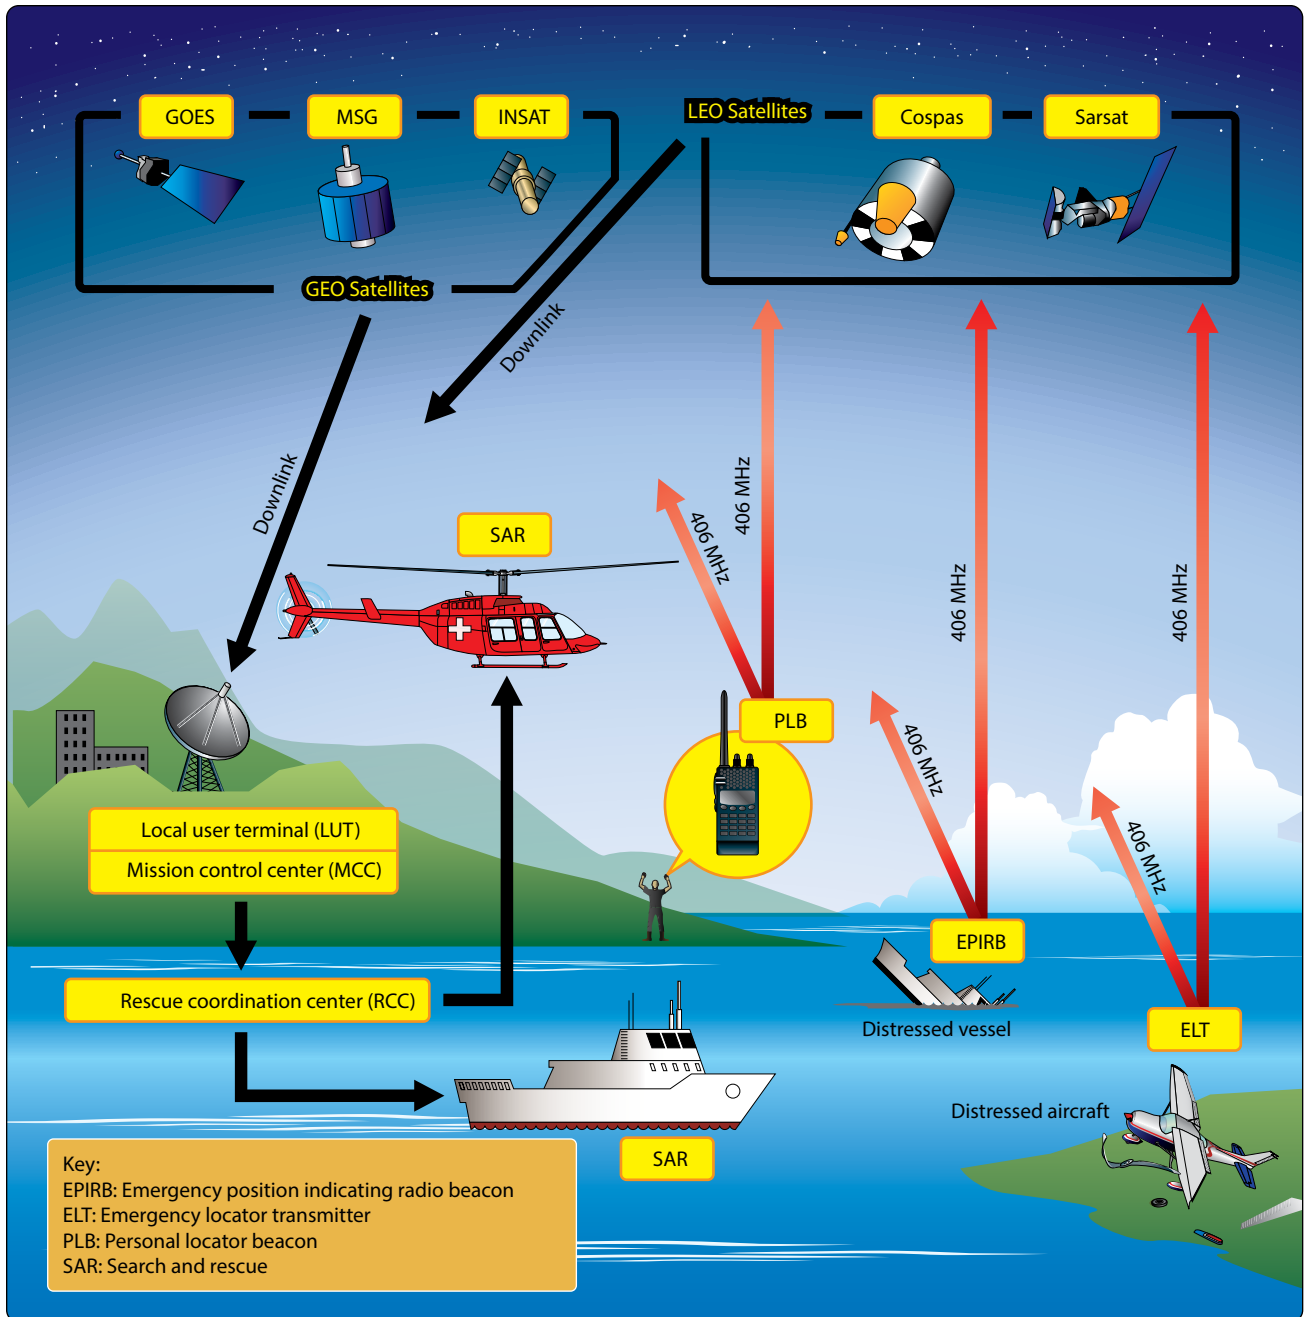 GOES
MSG
INSAT
LEO Satellites
Cospas
Sarsat
GEO Satellites
Downlink
Downlink
SAR
406 MHz
406 MHz
406 MHz
406 MHz
406 MHz
406 MHz
PLB
Local user terminal (LUT)
Mission control center (MCC)
EPIRB
Rescue coordination center (RCC)
Distressed vessel
ELT
Distressed aircraft
SAR
Key:
EPIRB: Emergency position indicating radio beacon
ELT: Emergency locator transmitter
PLB: Personal locator beacon
SAR: Search and rescue